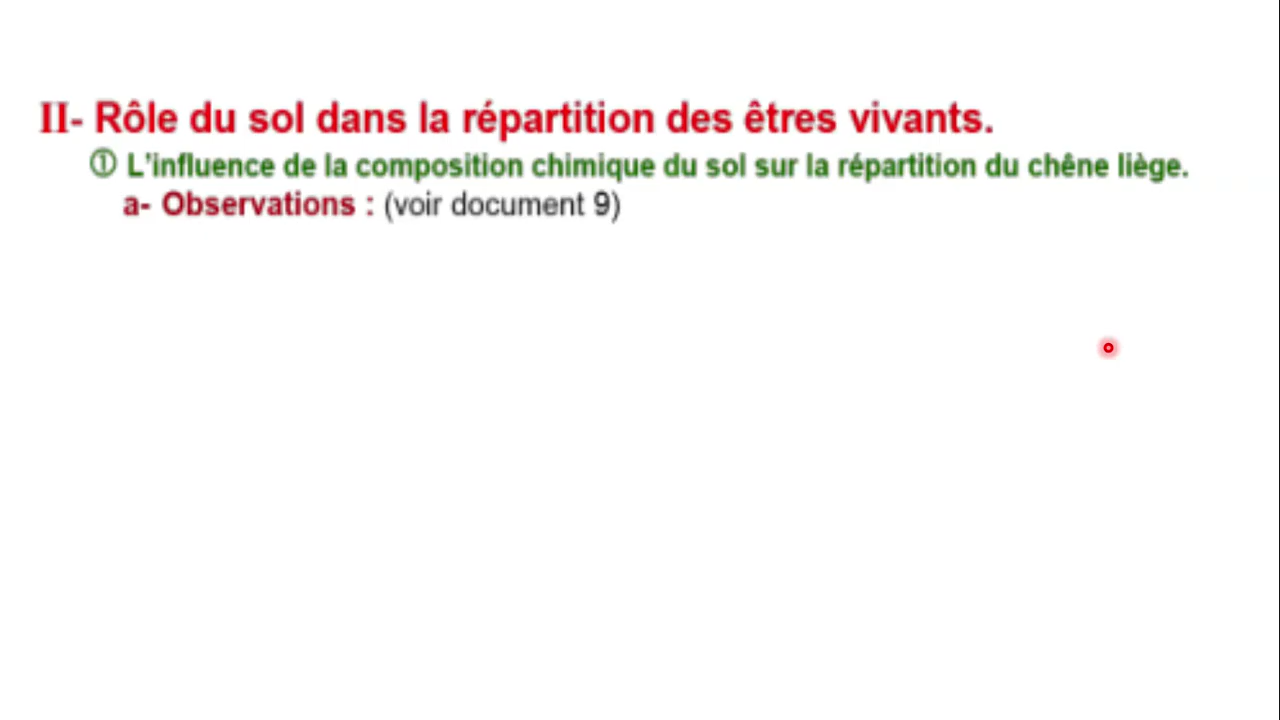 II- Rôle du sol dans la répartition des êtres vivants.
① L'influence de la composition chimique du sol sur la répartition du chêne liège.
a- Observations : (voir document 9)